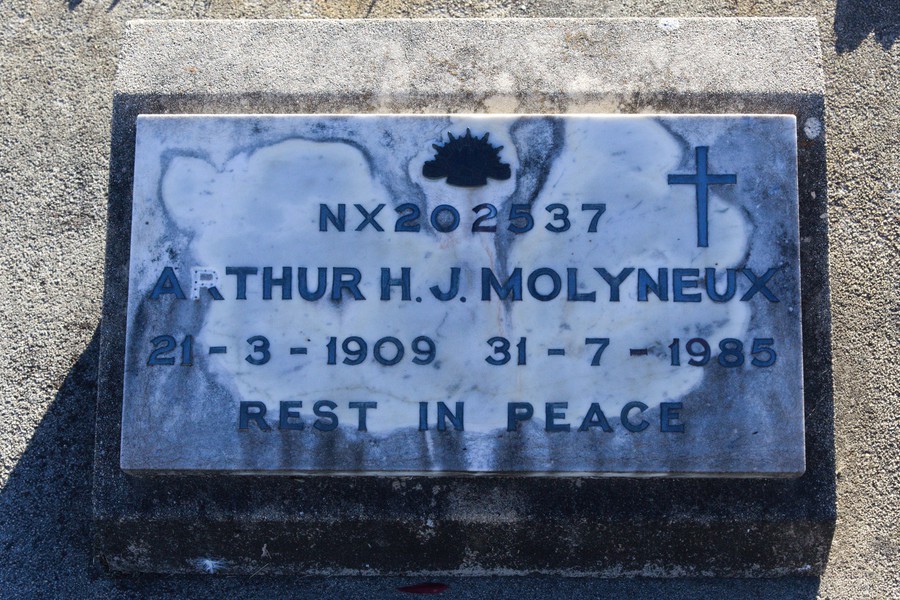 NX202537
ARTHUR H. J. MOLYNEUX
21 - 3 - 1909 31 - 7 - 1985
REST IN PEACE